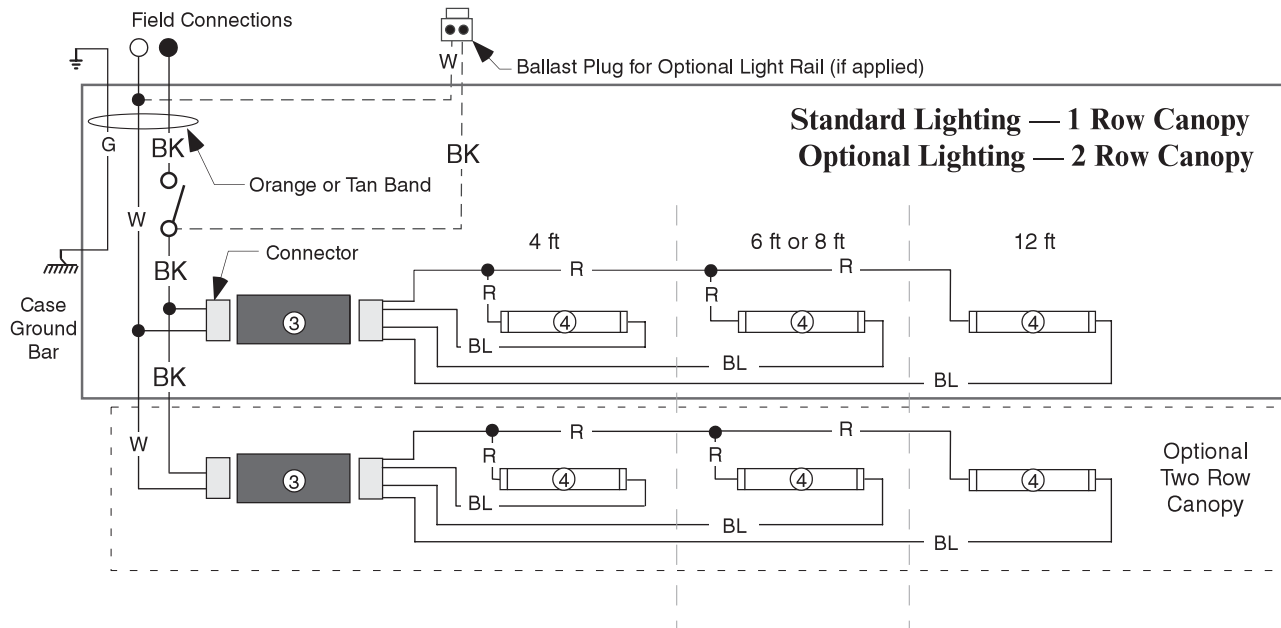 Field Connections
W
Ballast Plug for Optional Light Rail (if applied)
Standard Lighting — 1 Row Canopy
Optional Lighting — 2 Row Canopy
G
BK
BK
Orange or Tan Band
W
Connector
4 ft
6 ft or 8 ft
12 ft
BK
R
R
R
R
Case
Ground
Bar
3
4
4
4
BL
BL
BL
BK
W
R
R
R
R
Optional
Two Row
Canopy
3
4
4
4
BL
BL
BL